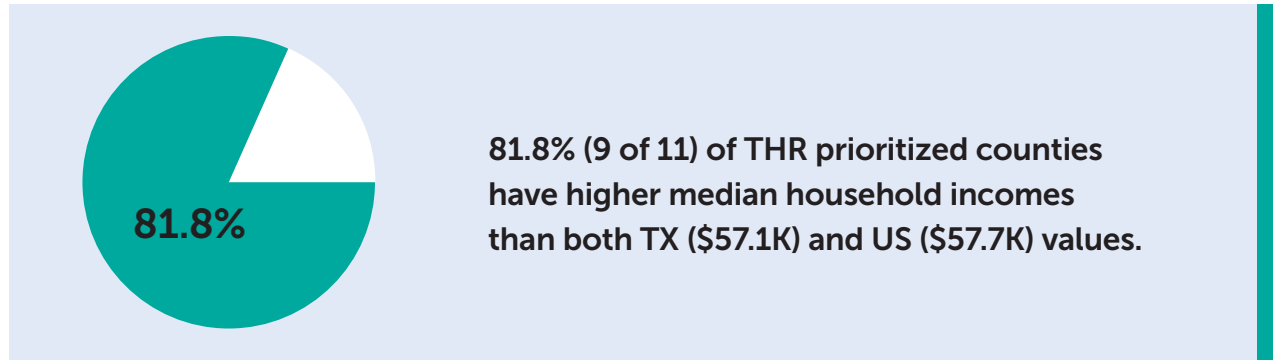 81.8%
81.8% (9 of 11) of THR prioritized counties
have higher median household incomes
than both TX ($57.1K) and US ($57.7K) values.